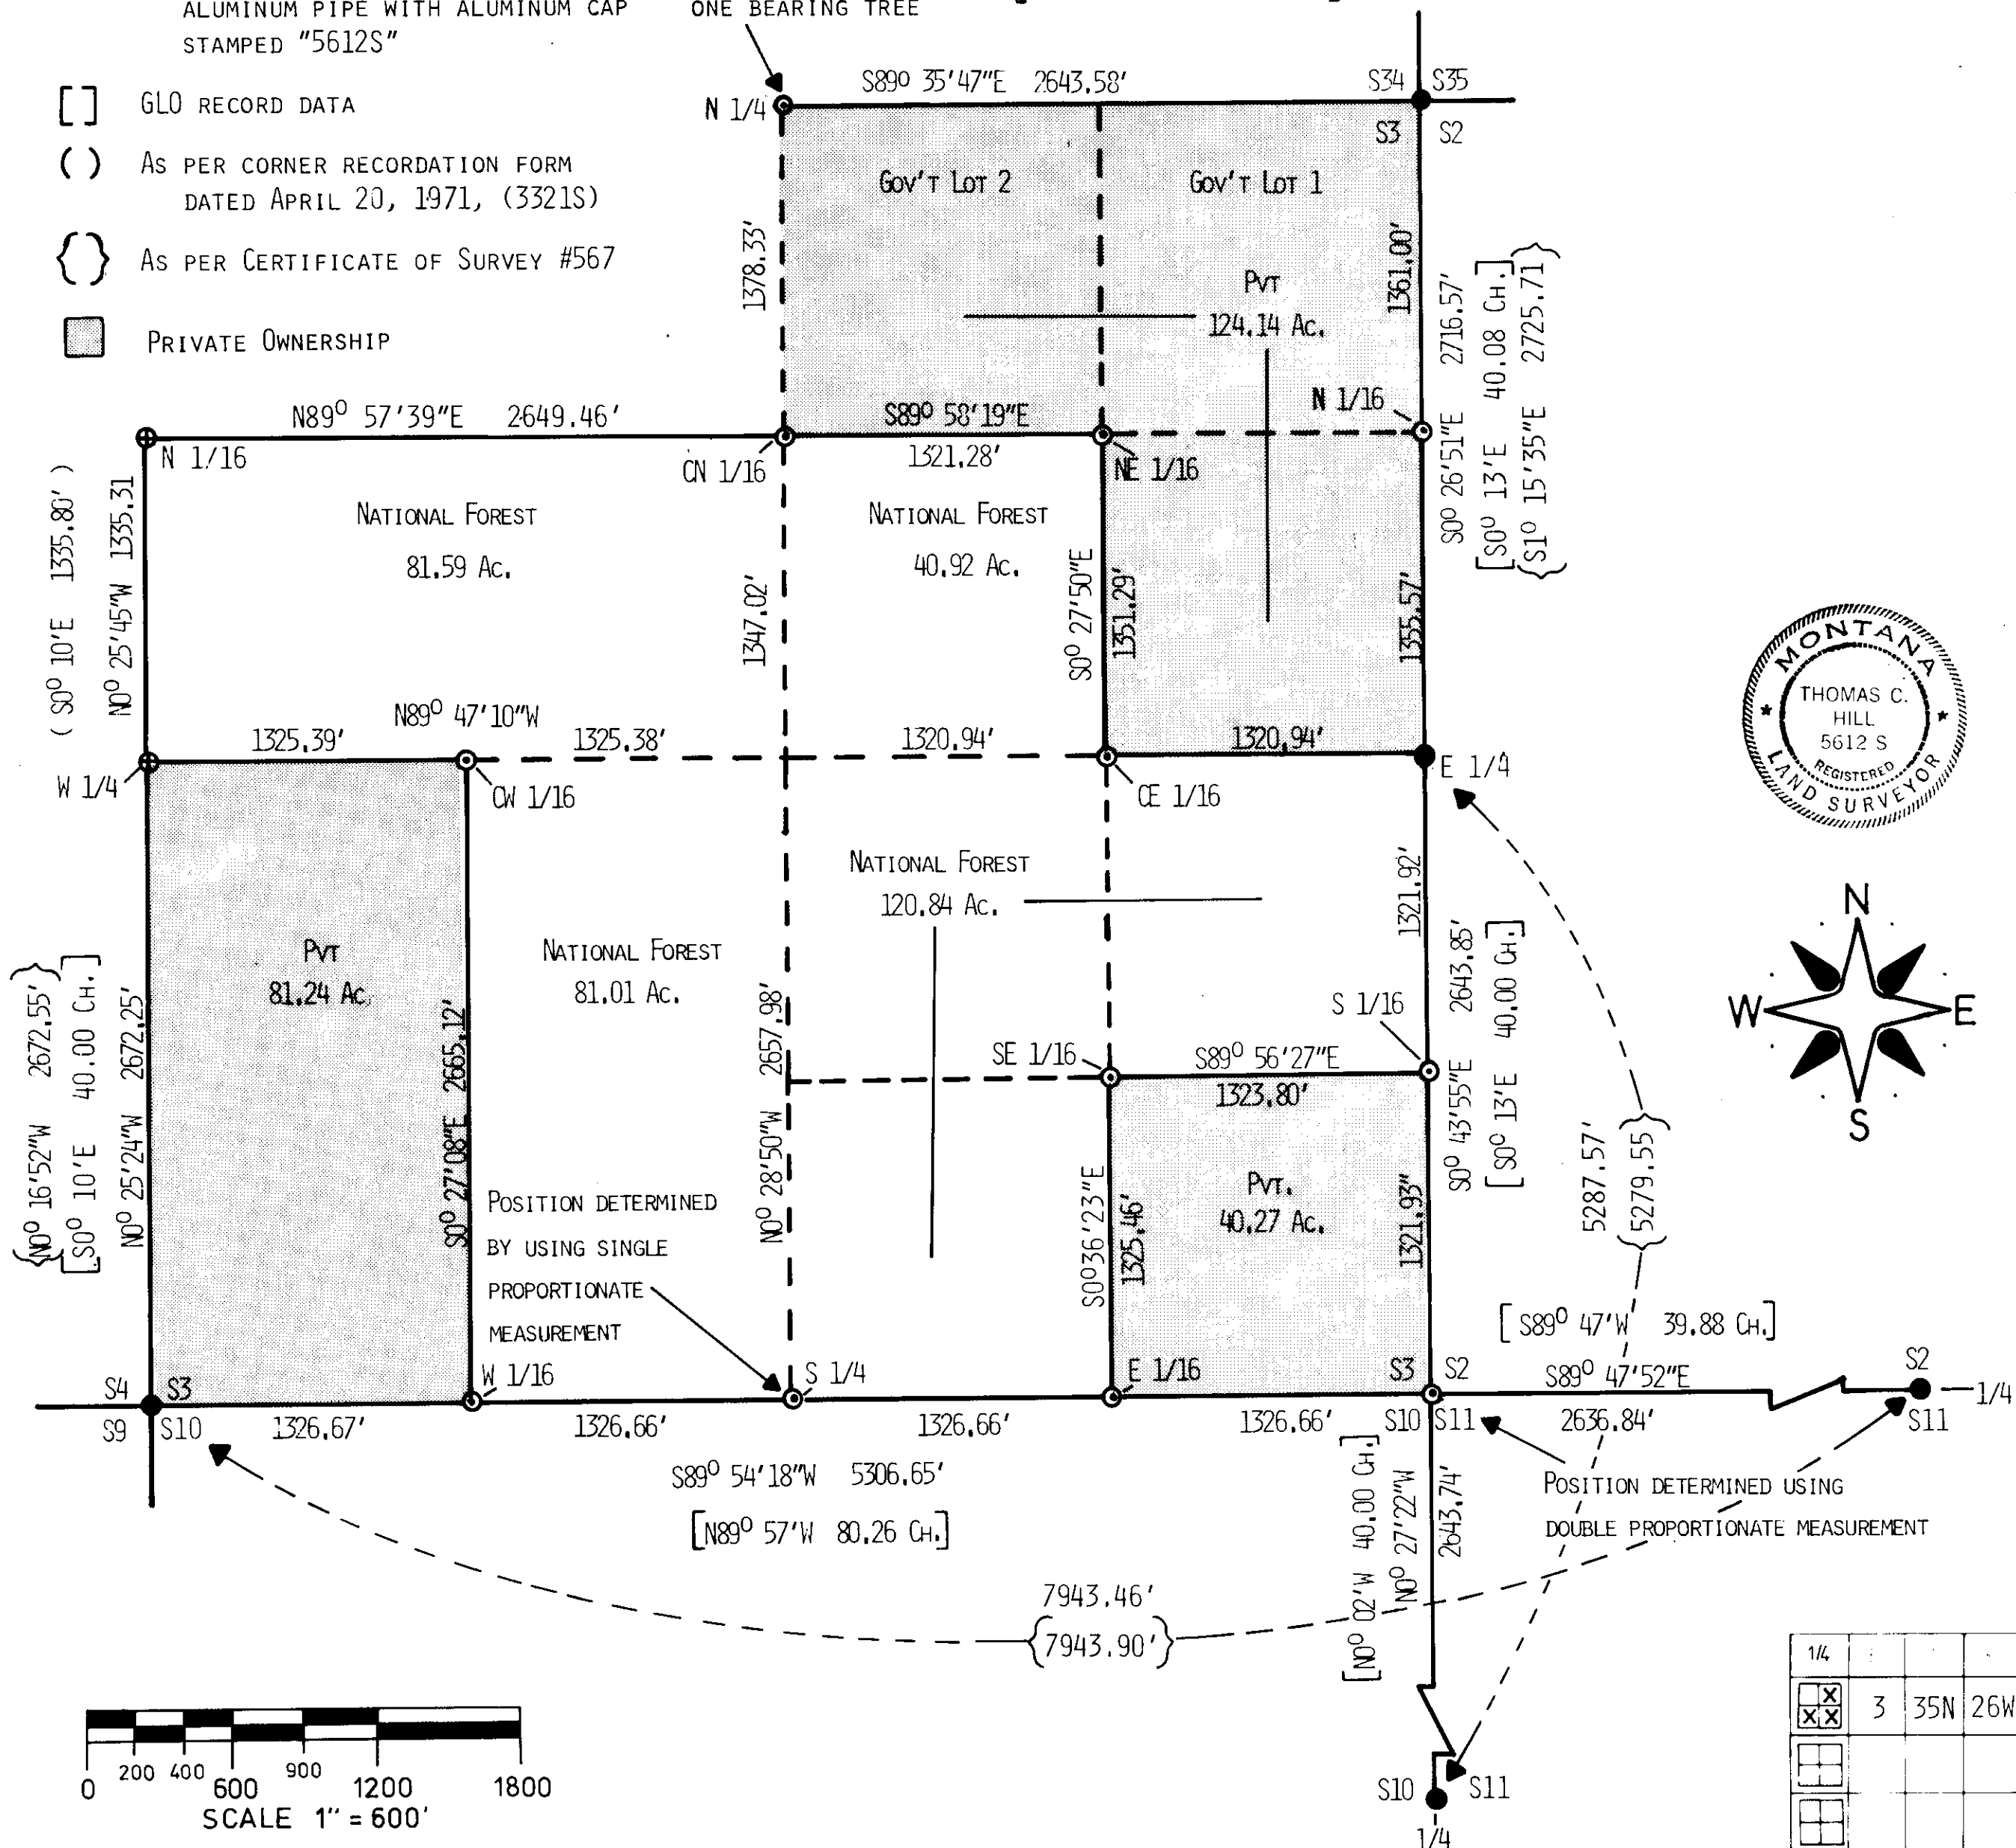 ALUMINUM PIPE WITH ALUMINUM CAP
STAMPED "5612S"
ONE BEARING TREE
[ ] GLO RECORD DATA
( ) AS PER CORNER RECORDATION FORM
DATED APRIL 20, 1971, (3321S)
{ } AS PER CERTIFICATE OF SURVEY #567
PRIVATE OWNERSHIP
S89° 35'47"E 2643.58'
S34 S35
N 1/4
S3 S2
GOV'T LOT 2
GOV'T LOT 1
1378.33'
1361.00'
PVT
124.14 AC.
2716.57'
S0° 26'51"E
[S0° 13'E 40.08 CH.]
{S1° 15'35"E 2725.71}
N89° 57'39"E 2649.46'
S89° 58'19"E
1321.28'
N 1/16
N 1/16
CN 1/16
NE 1/16
(S0° 10'E 1335.80')
N0° 25'45"W 1335.31
NATIONAL FOREST
81.59 AC.
NATIONAL FOREST
40.92 AC.
1347.02'
S0° 27'50"E
1351.29'
1355.57'
N89° 47'10"W
1325.39'
1325.38'
1320.94'
1320.94'
W 1/4
CW 1/16
CE 1/16
E 1/4
MONTANA
THOMAS C.
HILL
5612 S
REGISTERED
LAND SURVEYOR
NATIONAL FOREST
120.84 AC.
1321.92'
PVT
81.24 AC.
NATIONAL FOREST
81.01 AC.
{N0° 16'52"W 2672.55'}
[S0° 10'E 40.00 CH.]
N0° 25'24"W 2672.25'
S0° 27'08"E 2665.12'
N0° 28'50"W 2657.98'
S 1/16
SE 1/16
S89° 56'27"E
1323.80'
S0° 43'55"E 2643.85'
[S0° 13'E 40.00 CH.]
N
W E
S
5287.57'
{5279.55}
S0°36'23"E
1325.46'
PVT.
40.27 AC.
1321.93"
POSITION DETERMINED
BY USING SINGLE
PROPORTIONATE
MEASUREMENT
[S89° 47'W 39.88 CH.]
S4 S3
W 1/16
S 1/4
E 1/16
S3 S2
S89° 47'52"E
S2
1/4
S11
S9 S10
1326.67'
1326.66'
1326.66'
1326.66'
S10 S11
2636.84'
S89° 54'18"W 5306.65'
[N89° 57'W 80.26 CH.]
[N0° 02'W 40.00 CH.]
N0° 27'22"W
2643.74'
POSITION DETERMINED USING
DOUBLE PROPORTIONATE MEASUREMENT
7943.46'
{7943.90'}
0 200 400 600 900 1200 1800
SCALE 1" = 600'
S10 S11
1/4
1/4
X
X X
3 35N 26W